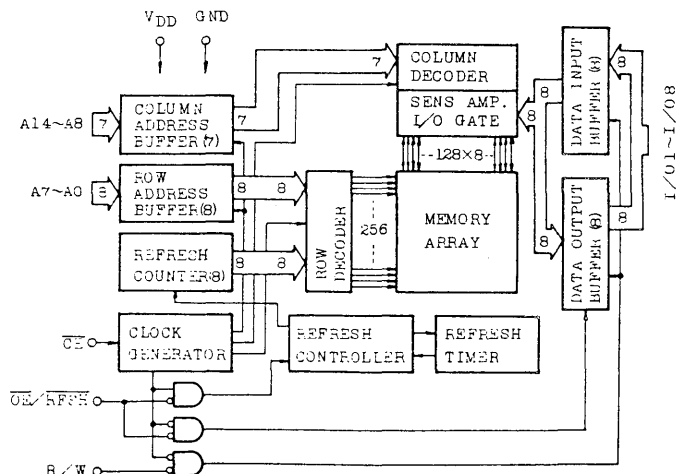 VDD GND
COLUMN
DECODER
SENS AMP.
I/O GATE
DATA INPUT
BUFFER (8)
DATA OUTPUT
BUFFER (8)
I/O1~I/O8
A14~A8
7
COLUMN
ADDRESS
BUFFER(7)
7
7
8
8
8
8
8
A7~A0
8
ROW
ADDRESS
BUFFER(8)
8
8
ROW
DECODER
256
128×8
MEMORY
ARRAY
REFRESH
COUNTER(8)
8
8
CE
CLOCK
GENERATOR
REFRESH
CONTROLLER
REFRESH
TIMER
OE/RFSH
R/W